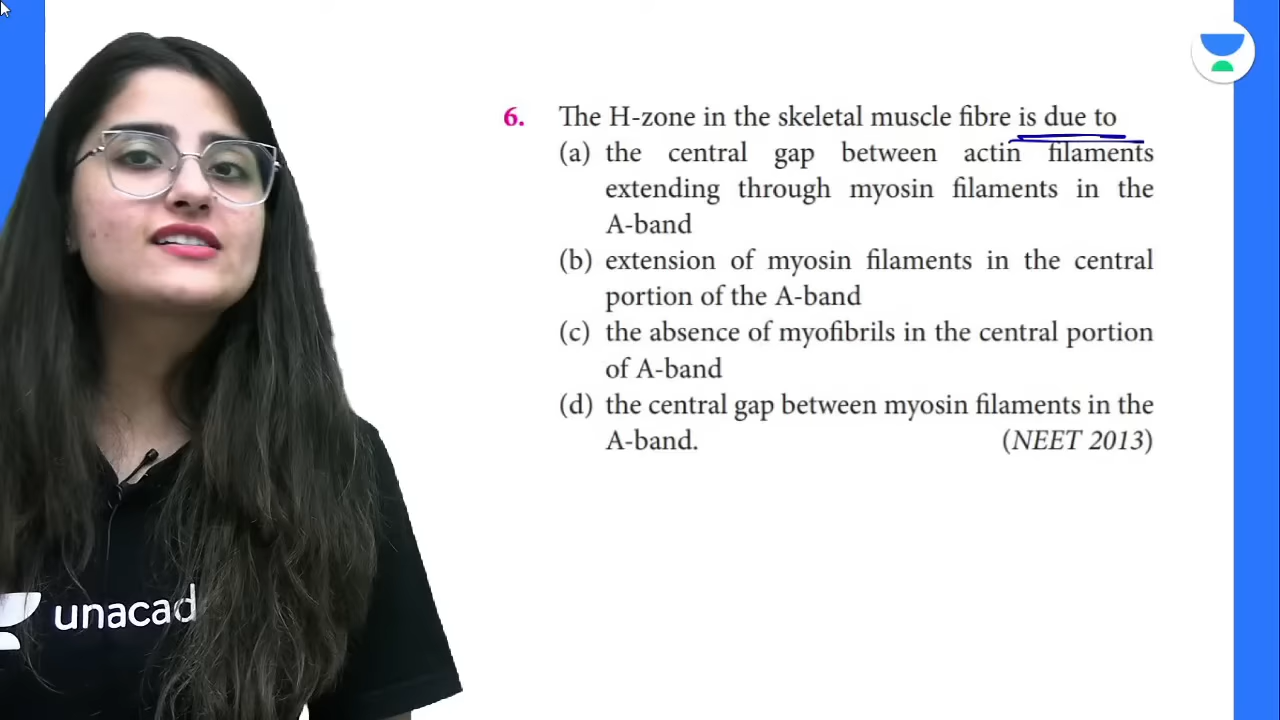 6. The H-zone in the skeletal muscle fibre is due to
(a) the central gap between actin filaments
extending through myosin filaments in the
A-band
(b) extension of myosin filaments in the central
portion of the A-band
(c) the absence of myofibrils in the central portion
of A-band
(d) the central gap between myosin filaments in the
A-band. (NEET 2013)
unacad